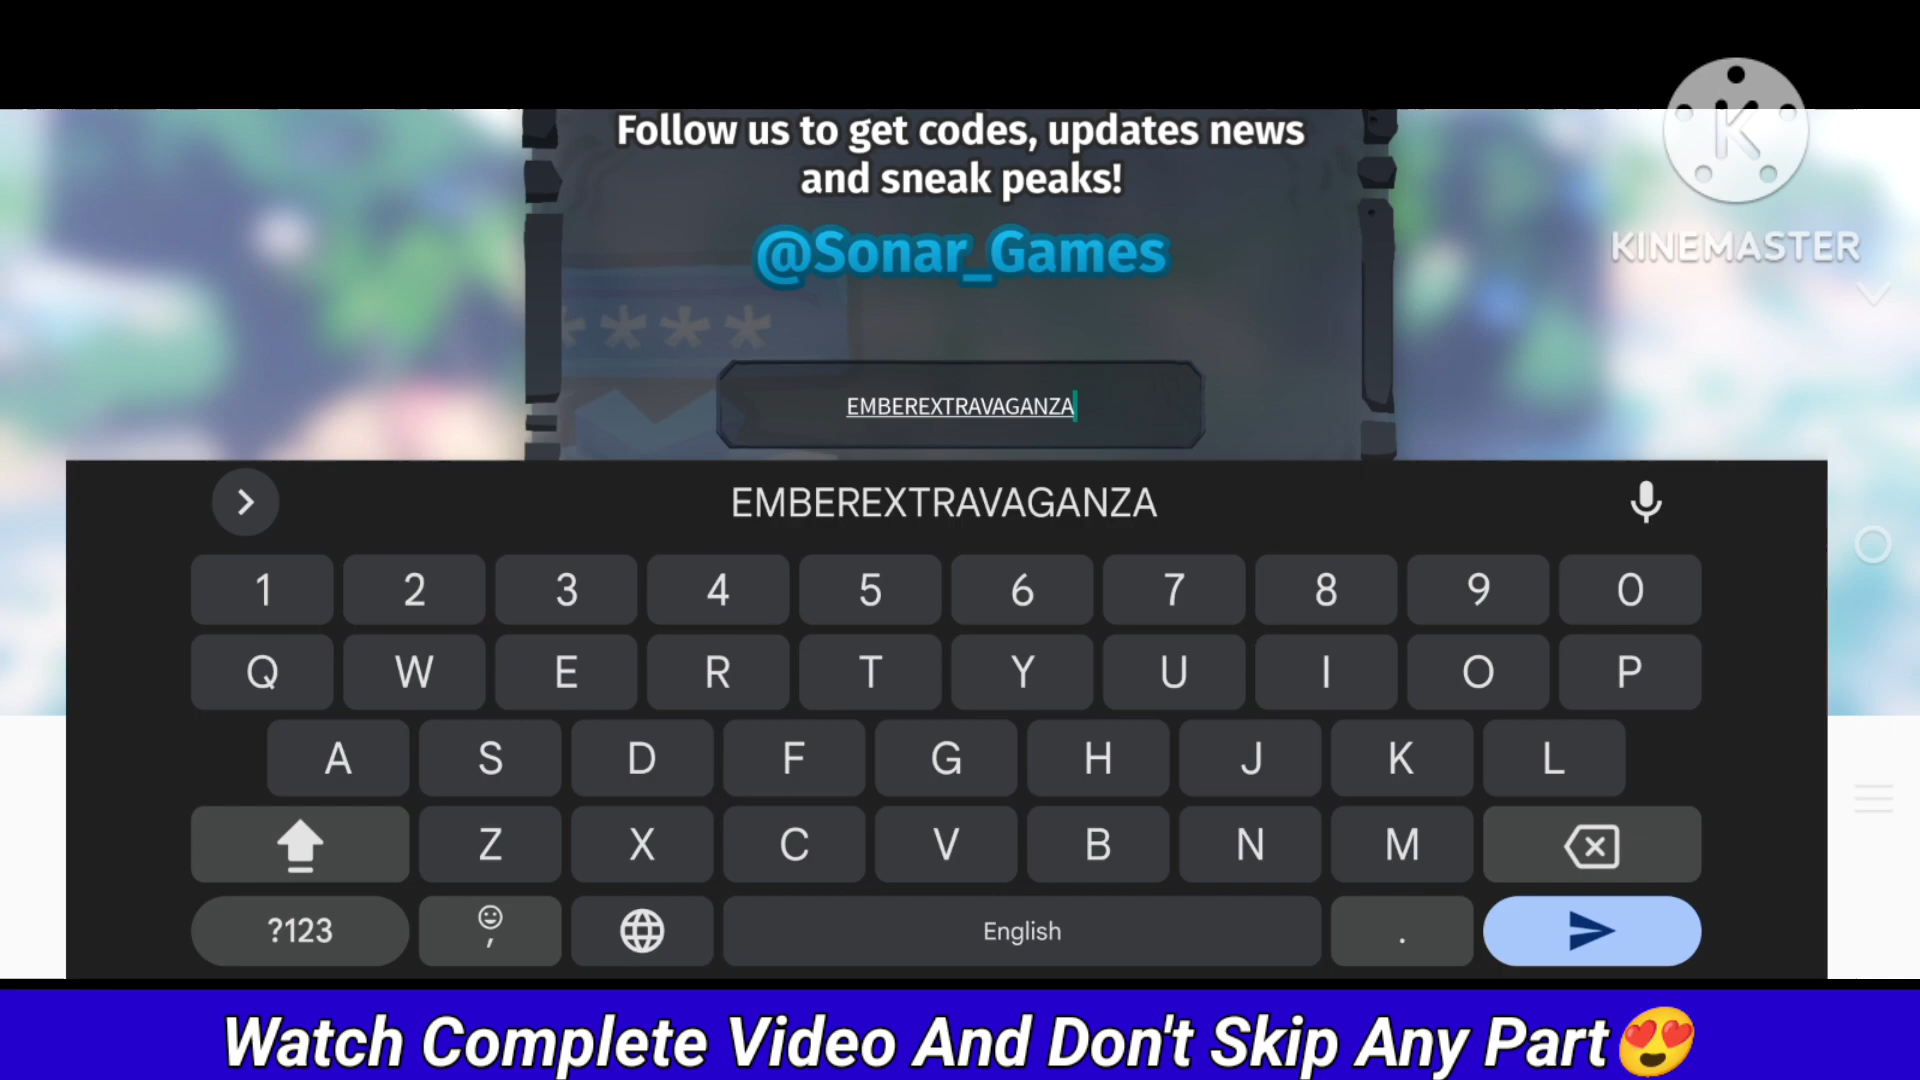 Follow us to get codes, updates news
and sneak peaks!
@Sonar_Games
****
EMBEREXTRAVAGANZA
K
KINEMASTER
EMBEREXTRAVAGANZA
1 2 3 4 5 6 7 8 9 0
Q W E R T Y U I O P
A S D F G H J K L
Z X C V B N M
?123 , English .
Watch Complete Video And Don't Skip Any Part😍